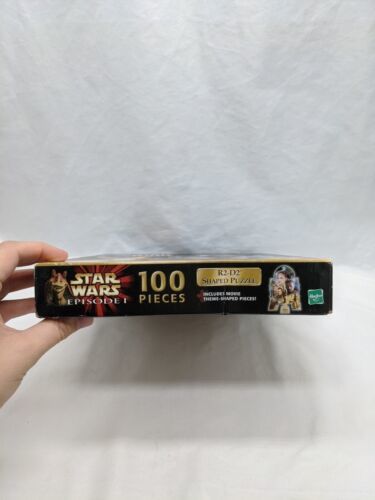 STAR
WARS
EPISODE I
100
PIECES
R2-D2
SHAPED PUZZLE
INCLUDES MOVIE
THEME-SHAPED PIECES!
Hasbro